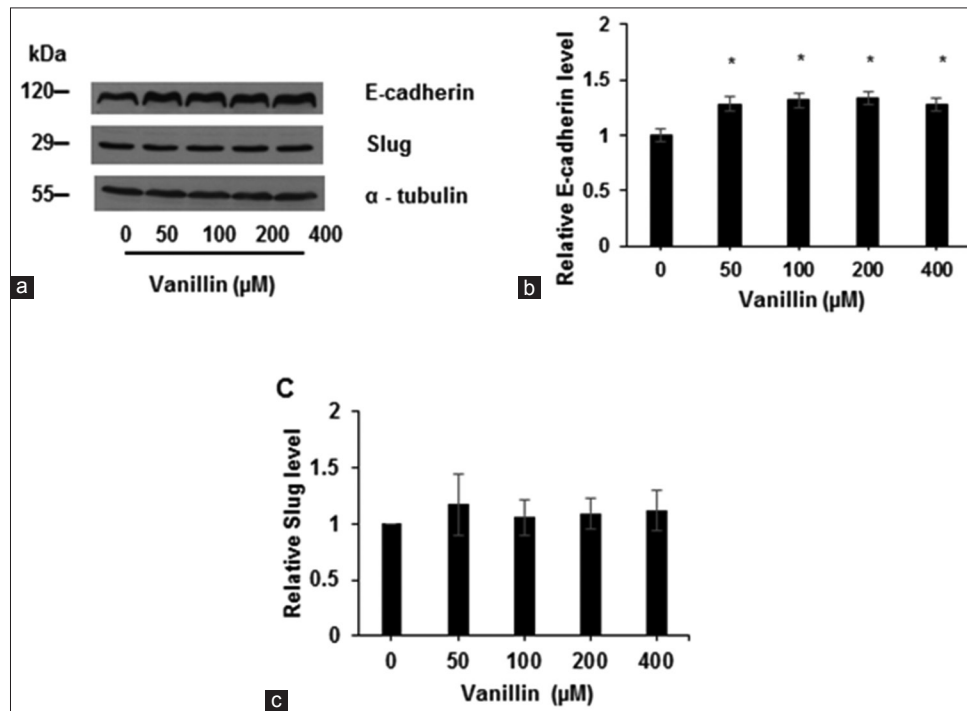 kDa
120
E-cadherin
29
Slug
55
α - tubulin
0 50 100 200 400
Vanillin (µM)
a
Relative E-cadherin level
2
1.5
1
0.5
0
* * * *
0 50 100 200 400
Vanillin (µM)
b
C
Relative Slug level
2
1.5
1
0.5
0
0 50 100 200 400
Vanillin (µM)
c